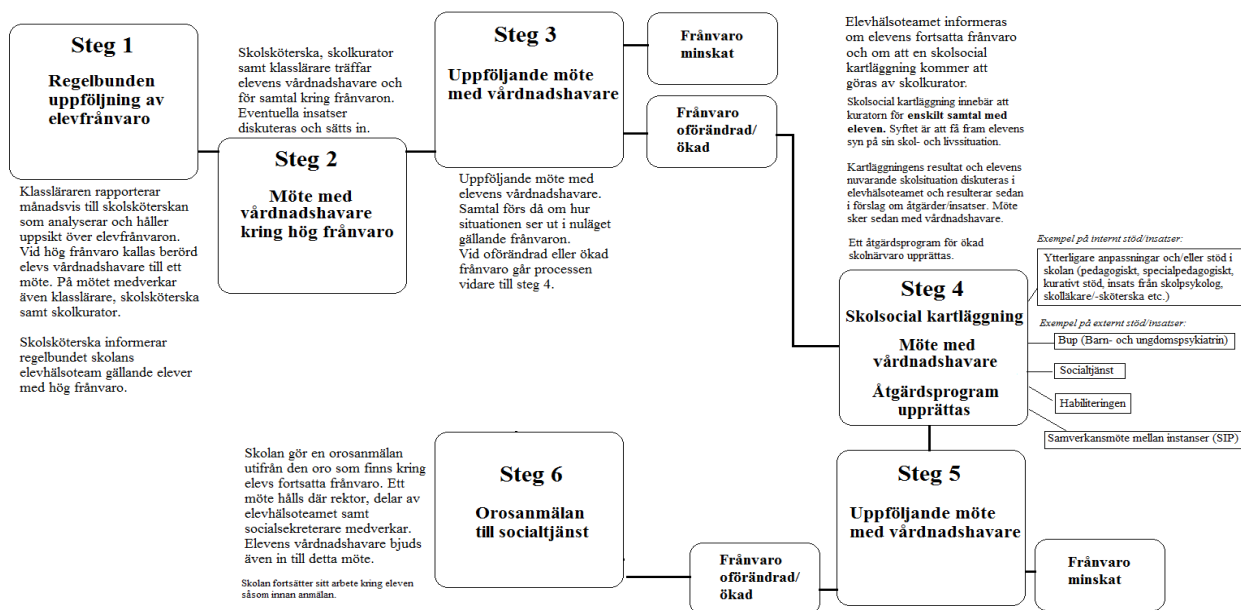 Steg 1
Regelbunden
uppföljning av
elevfrånvaro
Klassläraren rapporterar
månadsvis till skolsköterskan
som analyserar och håller
uppsikt över elevfrånvaron.
Vid hög frånvaro kallas berörd
elevs vårdnadshavare till ett
möte. På mötet medverkar
även klasslärare, skolsköterska
samt skolkurator.
Skolsköterska informerar
regelbundet skolans
elevhälsoteam gällande elever
med hög frånvaro.
Skolsköterska, skolkurator
samt klasslärare träffar
elevens vårdnadshavare och
för samtal kring frånvaron.
Eventuella insatser
diskuteras och sätts in.
Steg 2
Möte med
vårdnadshavare
kring hög frånvaro
Steg 3
Uppföljande möte
med vårdnadshavare
Uppföljande möte med
elevens vårdnadshavare.
Samtal förs då om hur
situationen ser ut i nuläget
gällande frånvaron.
Vid oförändrad eller ökad
frånvaro går processen
vidare till steg 4.
Frånvaro
minskat
Frånvaro
oförändrad/
ökad
Elevhälsoteamet informeras
om elevens fortsatta frånvaro
och om att en skolsocial
kartläggning kommer att
göras av skolkurator.
Skolsocial kartläggning innebär att
kuratorn för enskilt samtal med
eleven. Syftet är att få fram elevens
syn på sin skol- och livssituation.
Kartläggningens resultat och elevens
nuvarande skolsituation diskuteras i
elevhälsoteamet och resulterar sedan
i förslag om åtgärder/insatser. Möte
sker sedan med vårdnadshavare.
Ett åtgärdsprogram för ökad
skolnärvaro upprättas.
Steg 4
Skolsocial kartläggning
Möte med
vårdnadshavare
Åtgärdsprogram
upprättas
Exempel på internt stöd/insatser:
Ytterligare anpassningar och/eller stöd i
skolan (pedagogiskt, specialpedagogiskt,
kurativt stöd, insats från skolpsykolog,
skolläkare/-sköterska etc.)
Exempel på externt stöd/insatser:
Bup (Barn- och ungdomspsykiatrin)
Socialtjänst
Habiliteringen
Samverkansmöte mellan instanser (SIP)
Steg 5
Uppföljande möte
med vårdnadshavare
Frånvaro
minskat
Frånvaro
oförändrad/
ökad
Steg 6
Orosanmälan
till socialtjänst
Skolan gör en orosanmälan
utifrån den oro som finns kring
elevs fortsatta frånvaro. Ett
möte hålls där rektor, delar av
elevhälsoteamet samt
socialsekreterare medverkar.
Elevens vårdnadshavare bjuds
även in till detta möte.
Skolan fortsätter sitt arbete kring eleven
såsom innan anmälan.